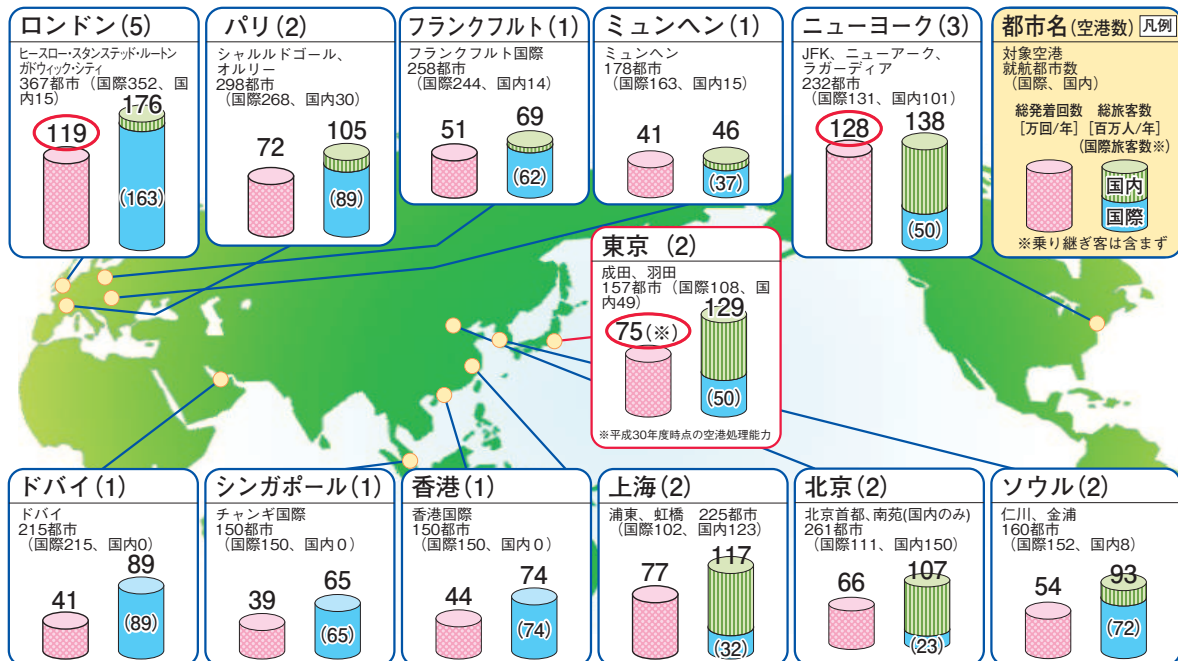 ロンドン(5)
ヒースロー・スタンステッド・ルートン
ガドウィック・シティ
367都市（国際352、国
内15）
119
176
(163)
パリ(2)
シャルルドゴール、
オルリー
298都市
(国際268、国内30)
72
105
(89)
フランクフルト(1)
フランクフルト国際
258都市
(国際244、国内14)
51
69
(62)
ミュンヘン(1)
ミュンヘン
178都市
(国際163、国内15)
41
46
(37)
ニューヨーク(3)
JFK、ニューアーク、
ラガーディア
232都市
(国際131、国内101)
128
138
(50)
都市名(空港数) 凡例
対象空港
就航都市数
(国際、国内)
総発着回数 総旅客数
[万回/年] [百万人/年]
(国際旅客数※)
国内
国際
※乗り継ぎ客は含まず
東京 (2)
成田、羽田
157都市（国際108、国
内49）
75(※)
129
(50)
※平成30年度時点の空港処理能力
ドバイ(1)
ドバイ
215都市
(国際215、国内0)
41
89
(89)
シンガポール(1)
チャンギ国際
150都市
(国際150、国内0)
39
65
(65)
香港(1)
香港国際
150都市
(国際150、国内0)
44
74
(74)
上海(2)
浦東、虹橋 225都市
(国際102、国内123)
77
117
(32)
北京(2)
北京首都、南苑(国内のみ)
261都市
(国際111、国内150)
66
107
(23)
ソウル(2)
仁川、金浦
160都市
(国際152、国内8)
54
93
(72)